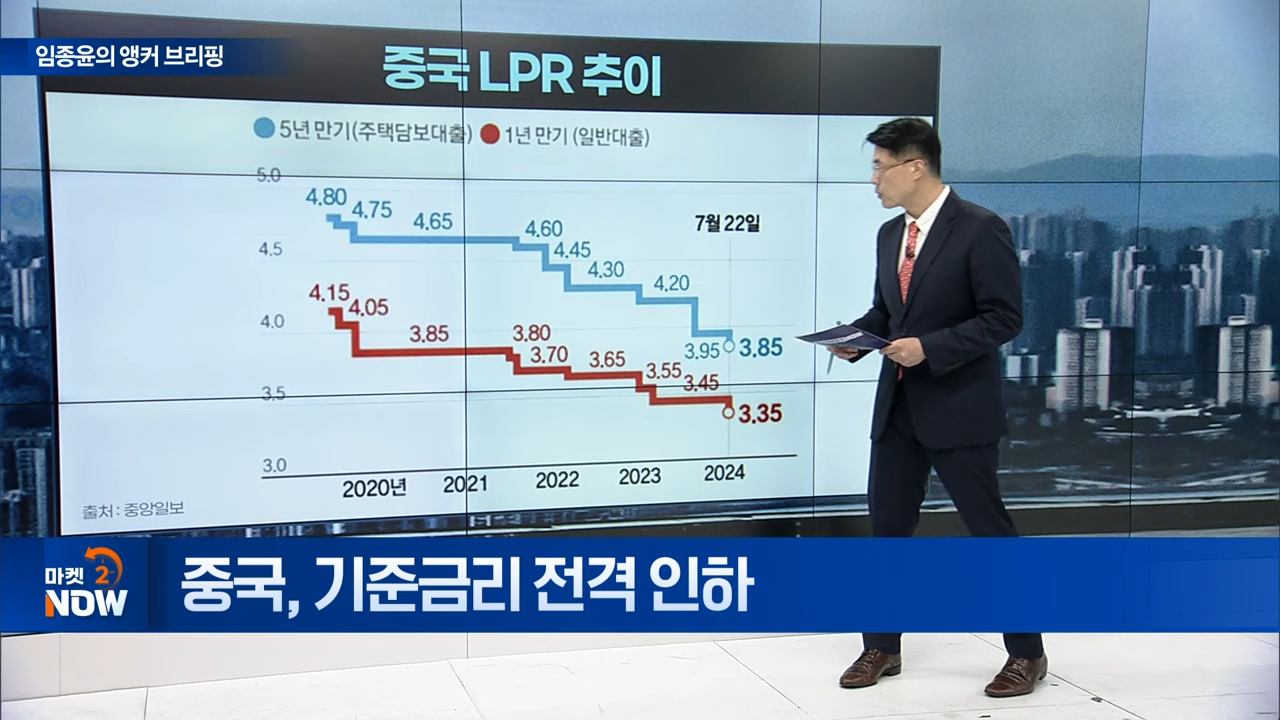 임종윤의 앵커 브리핑
중국 LPR 추이
5년 만기(주택담보대출) 1년 만기 (일반대출)
5.0
4.80
4.75
4.65
4.60
4.45
4.30
4.20
7월 22일
3.95
3.85
4.5
4.15
4.05
3.85
3.80
3.70
3.65
3.55
3.45
3.35
4.0
3.5
3.0
2020년 2021 2022 2023 2024
출처 : 중앙일보
마켓 2
NOW
중국, 기준금리 전격 인하